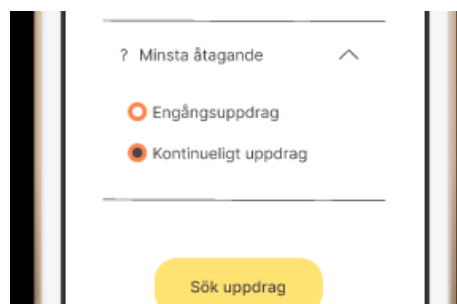 ? Minsta åtagande
Engångsuppdrag
Kontinueligt uppdrag
Sök uppdrag